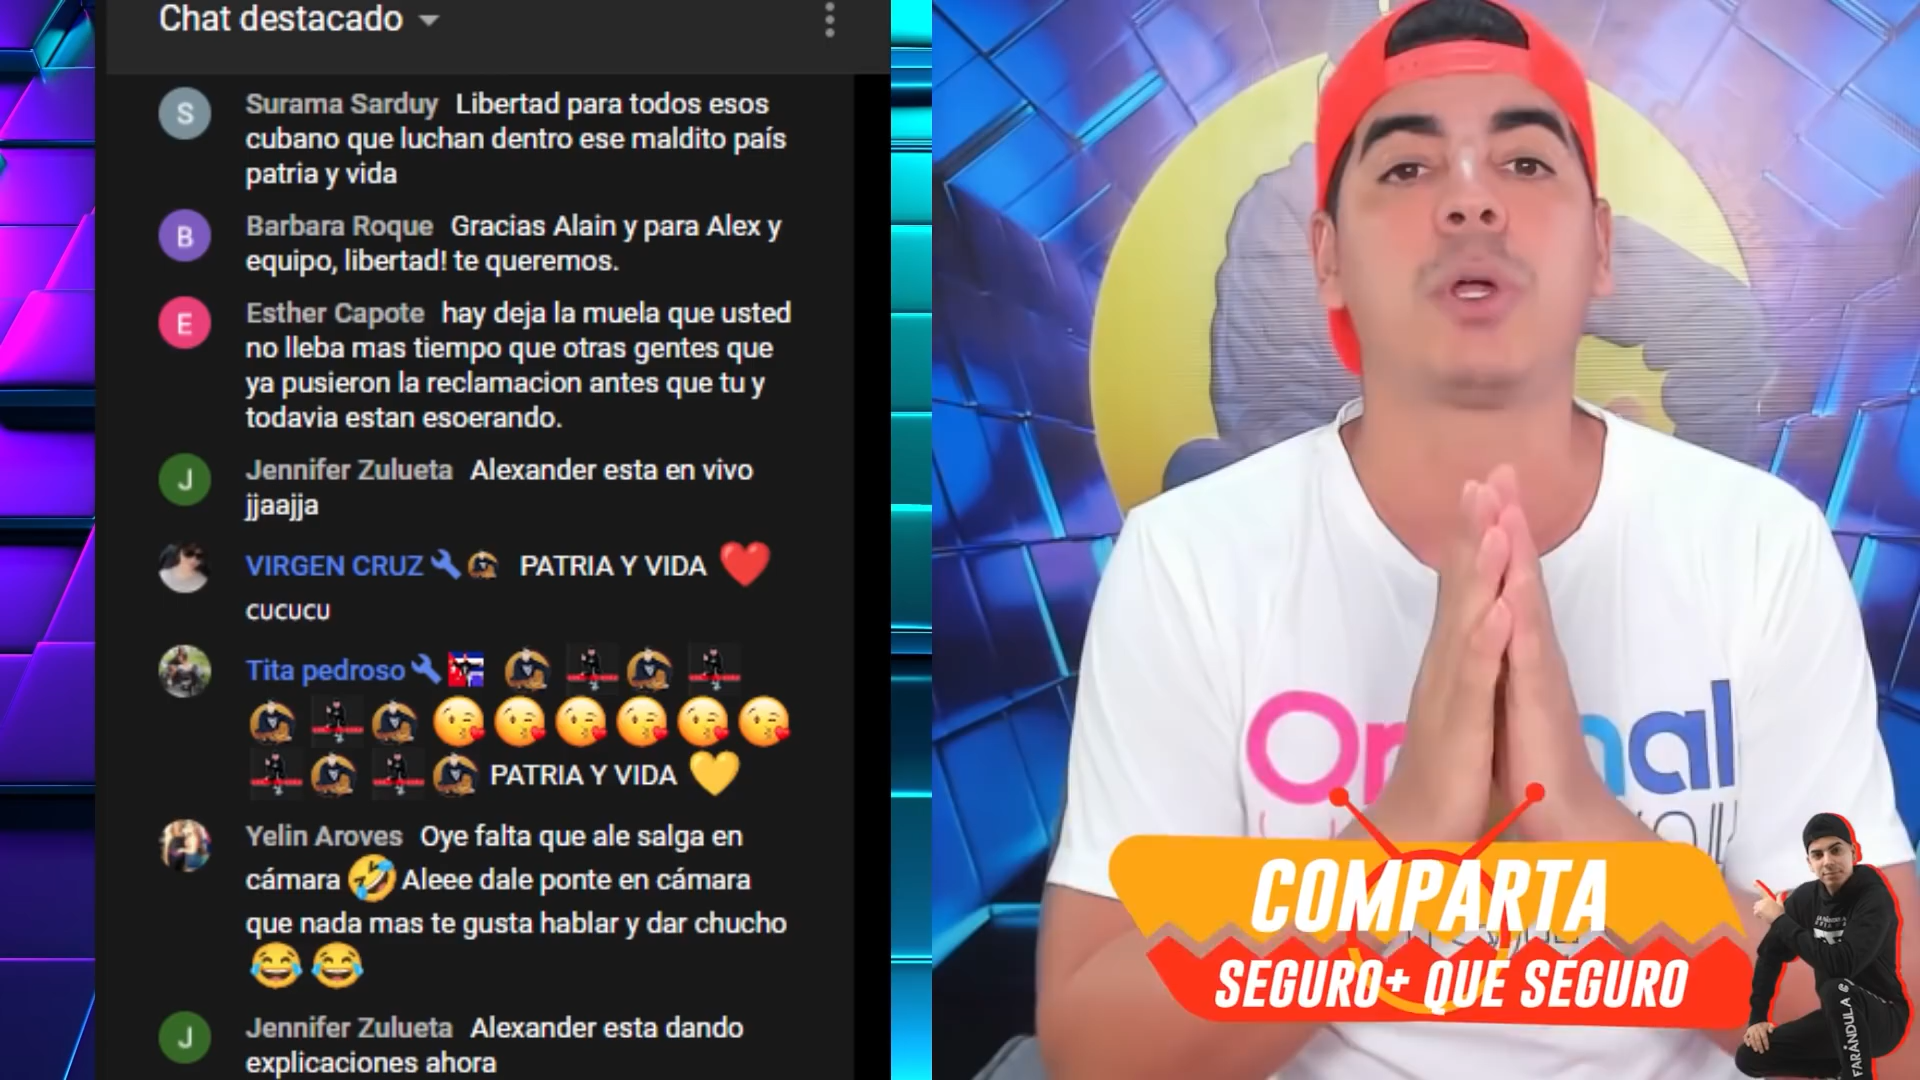 Chat destacado
Surama Sarduy Libertad para todos esos
cubano que luchan dentro ese maldito país
patria y vida
Barbara Roque Gracias Alain y para Alex y
equipo, libertad! te queremos.
Esther Capote hay deja la muela que usted
no lleba mas tiempo que otras gentes que
ya pusieron la reclamacion antes que tu y
todavia estan esoerando.
Jennifer Zulueta Alexander esta en vivo
jjaajja
VIRGEN CRUZ PATRIA Y VIDA ❤️
cucucu
Tita pedroso
😘😘😘😘😘😘
PATRIA Y VIDA 💛
Yelin Aroves Oye falta que ale salga en
cámara 🤣 Aleee dale ponte en cámara
que nada mas te gusta hablar y dar chucho
😂😂
Jennifer Zulueta Alexander esta dando
explicaciones ahora
COMPARTA
SEGURO+ QUE SEGURO
FARÁNDULA